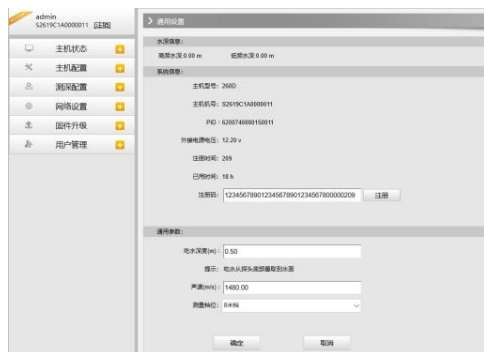 admin
S2619C1A0000011 [注销]
主机状态
主机配置
测深配置
网络设置
固件升级
用户管理
通用设置
水深信息:
高频水深 0.00 m 低频水深 0.00 m
系统信息:
主机型号: 260D
主机机号: S2619C1A0000011
PID : 6200740080150011
外接电源电压: 12.20 v
注册时间: 209
已用时间: 18 h
注册码: 123456789012345678901234567800000209 注册
通用参数:
吃水深度(m): 0.50
提示: 吃水从探头底部量取到水面
声速(m/s): 1480.00
测量档位:
确定 取消